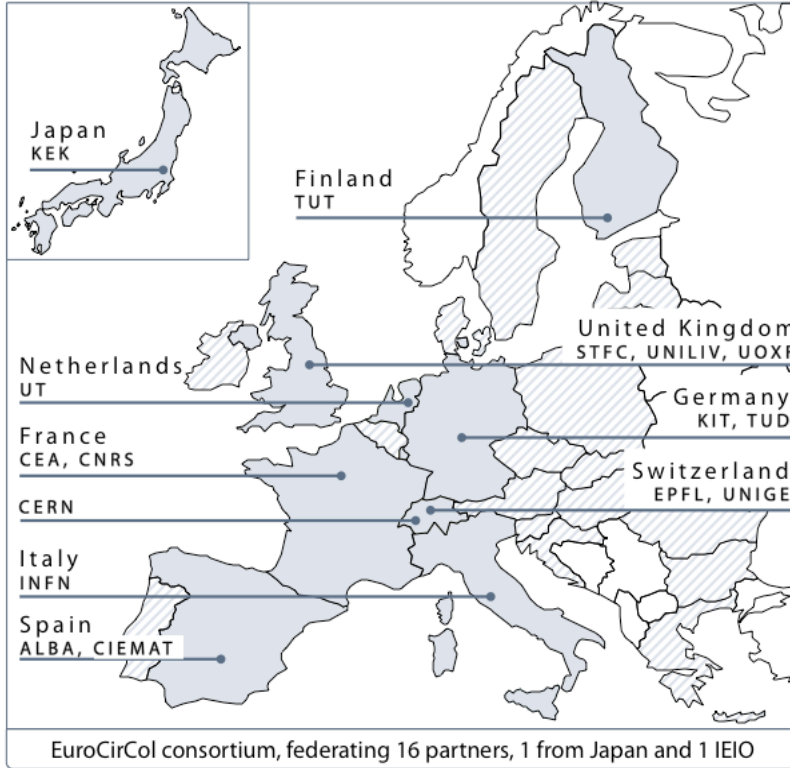 Japan
KEK
Finland
TUT
United Kingdom
STFC, UNILIV, UOXF
Netherlands
UT
Germany
KIT, TUD
France
CEA, CNRS
Switzerland
EPFL, UNIGE
CERN
Italy
INFN
Spain
ALBA, CIEMAT
EuroCirCol consortium, federating 16 partners, 1 from Japan and 1 IEIO